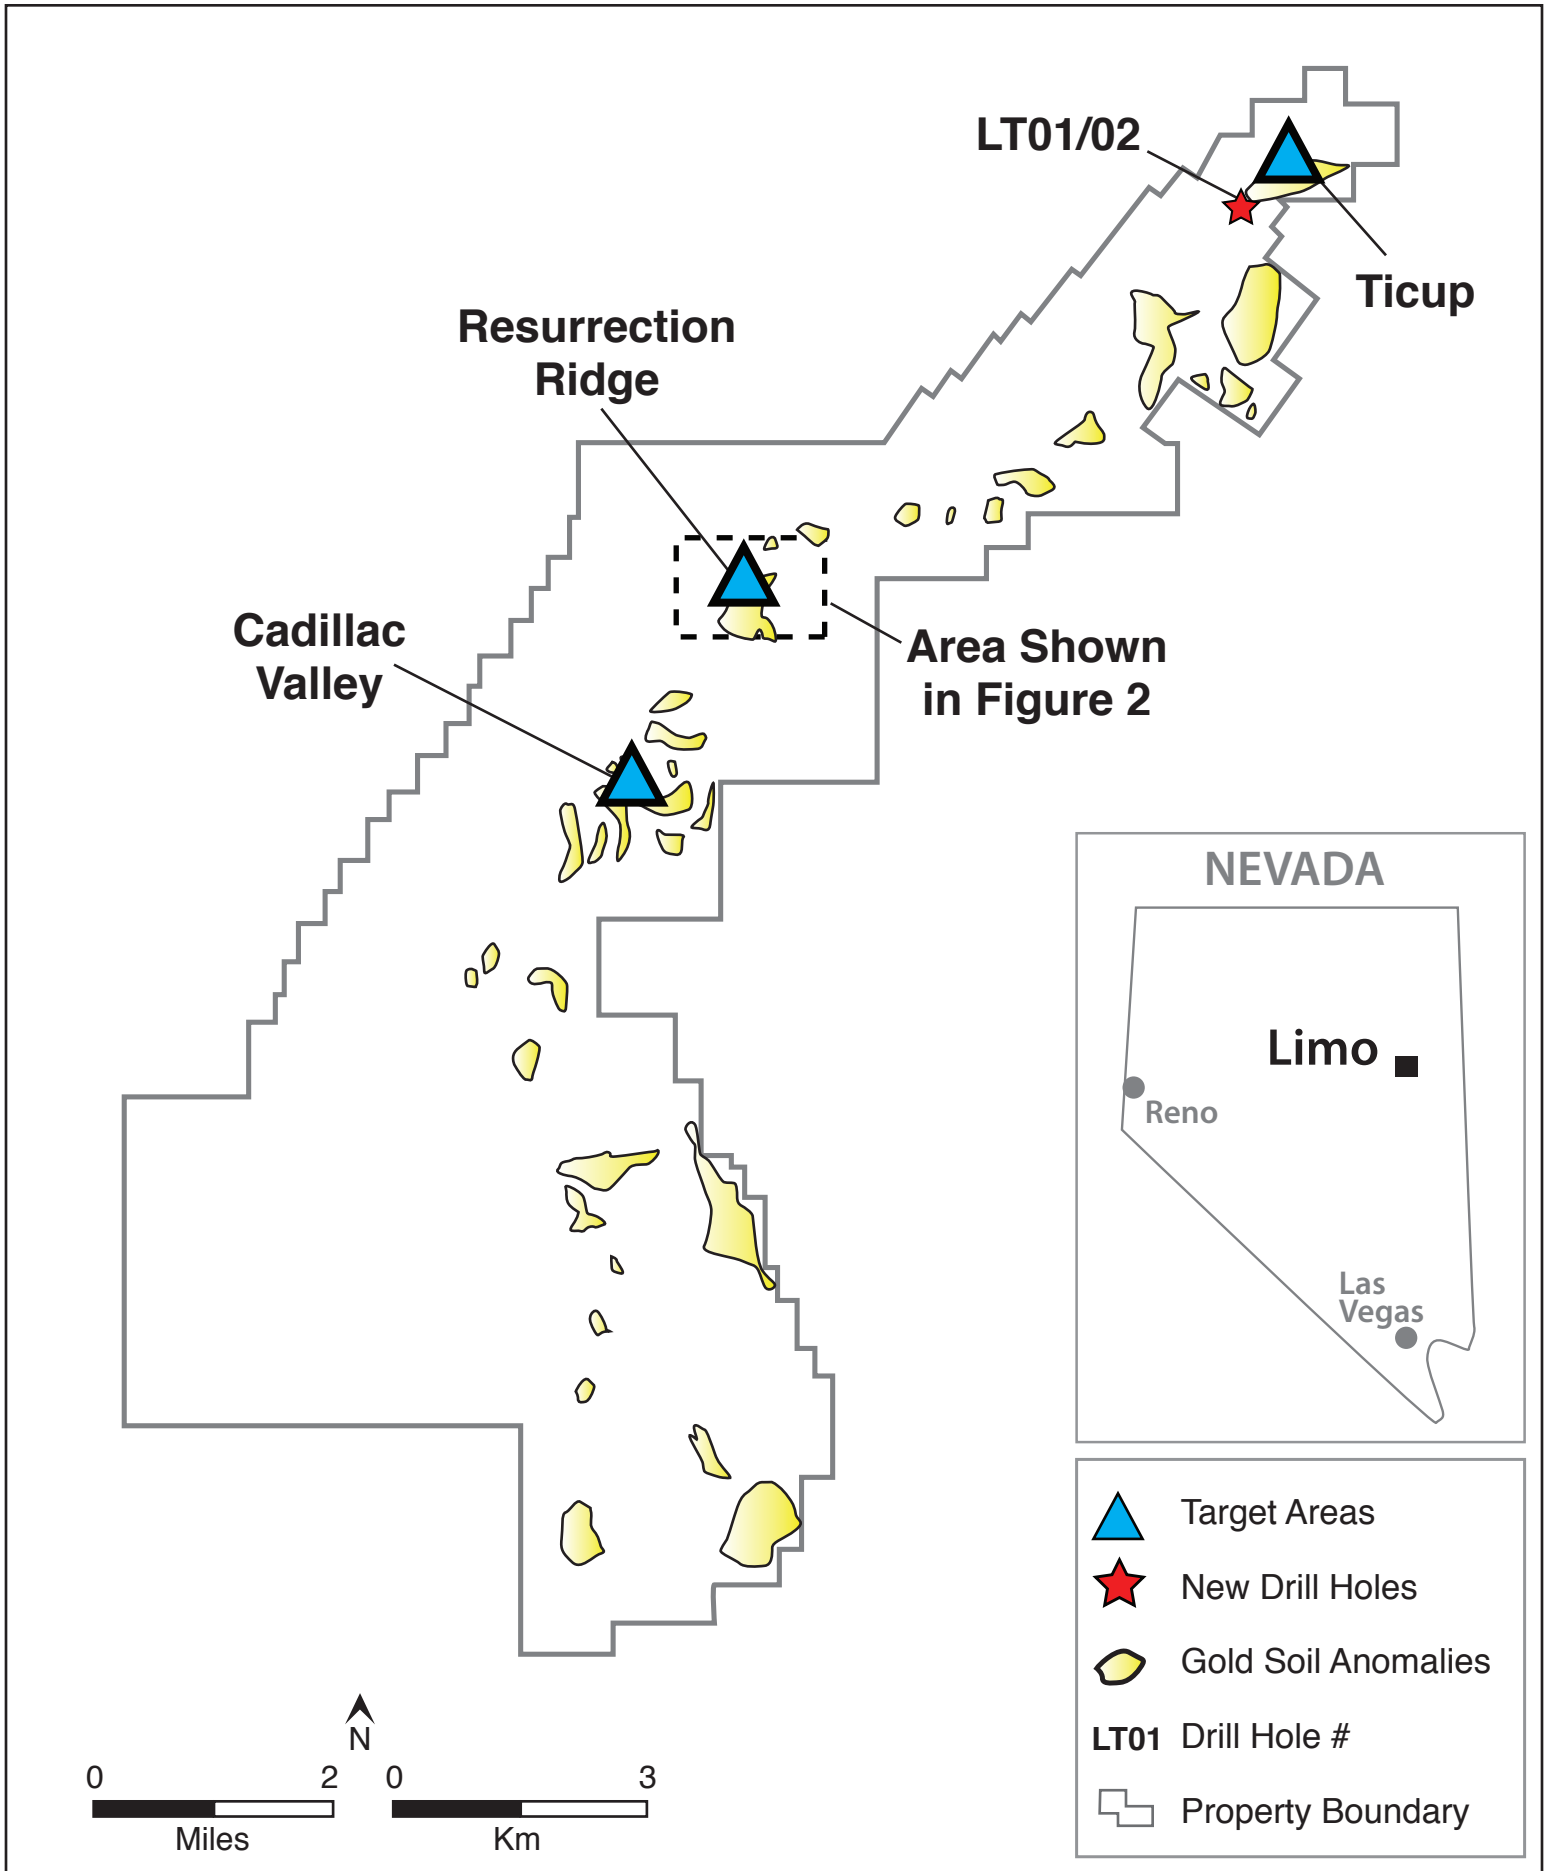 LT01/02
Ticup
Resurrection
Ridge
Cadillac
Valley
Area Shown
in Figure 2
NEVADA
Limo
Reno
Las
Vegas
Target Areas
New Drill Holes
Gold Soil Anomalies
LT01 Drill Hole #
Property Boundary
N
0 2 0 3
Miles Km